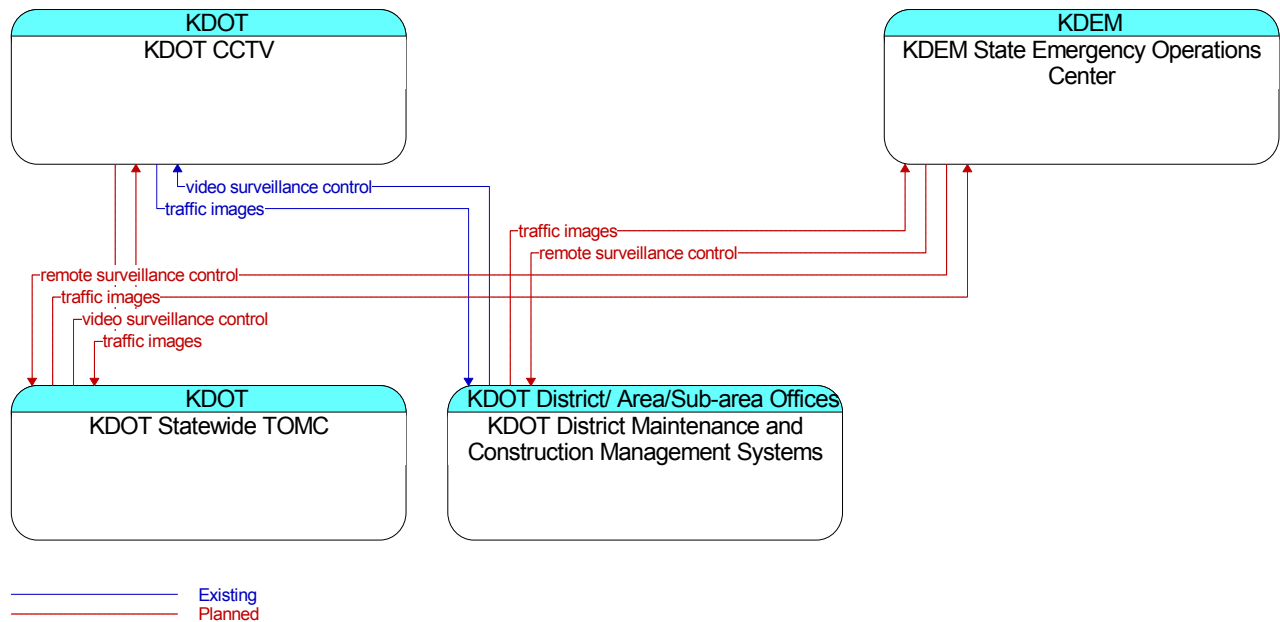 KDOT
KDOT CCTV
KDEM
KDEM State Emergency Operations
Center
video surveillance control
traffic images
traffic images
remote surveillance control
remote surveillance control
traffic images
video surveillance control
traffic images
KDOT
KDOT Statewide TOMC
KDOT District/ Area/Sub-area Offices
KDOT District Maintenance and
Construction Management Systems
Existing
Planned